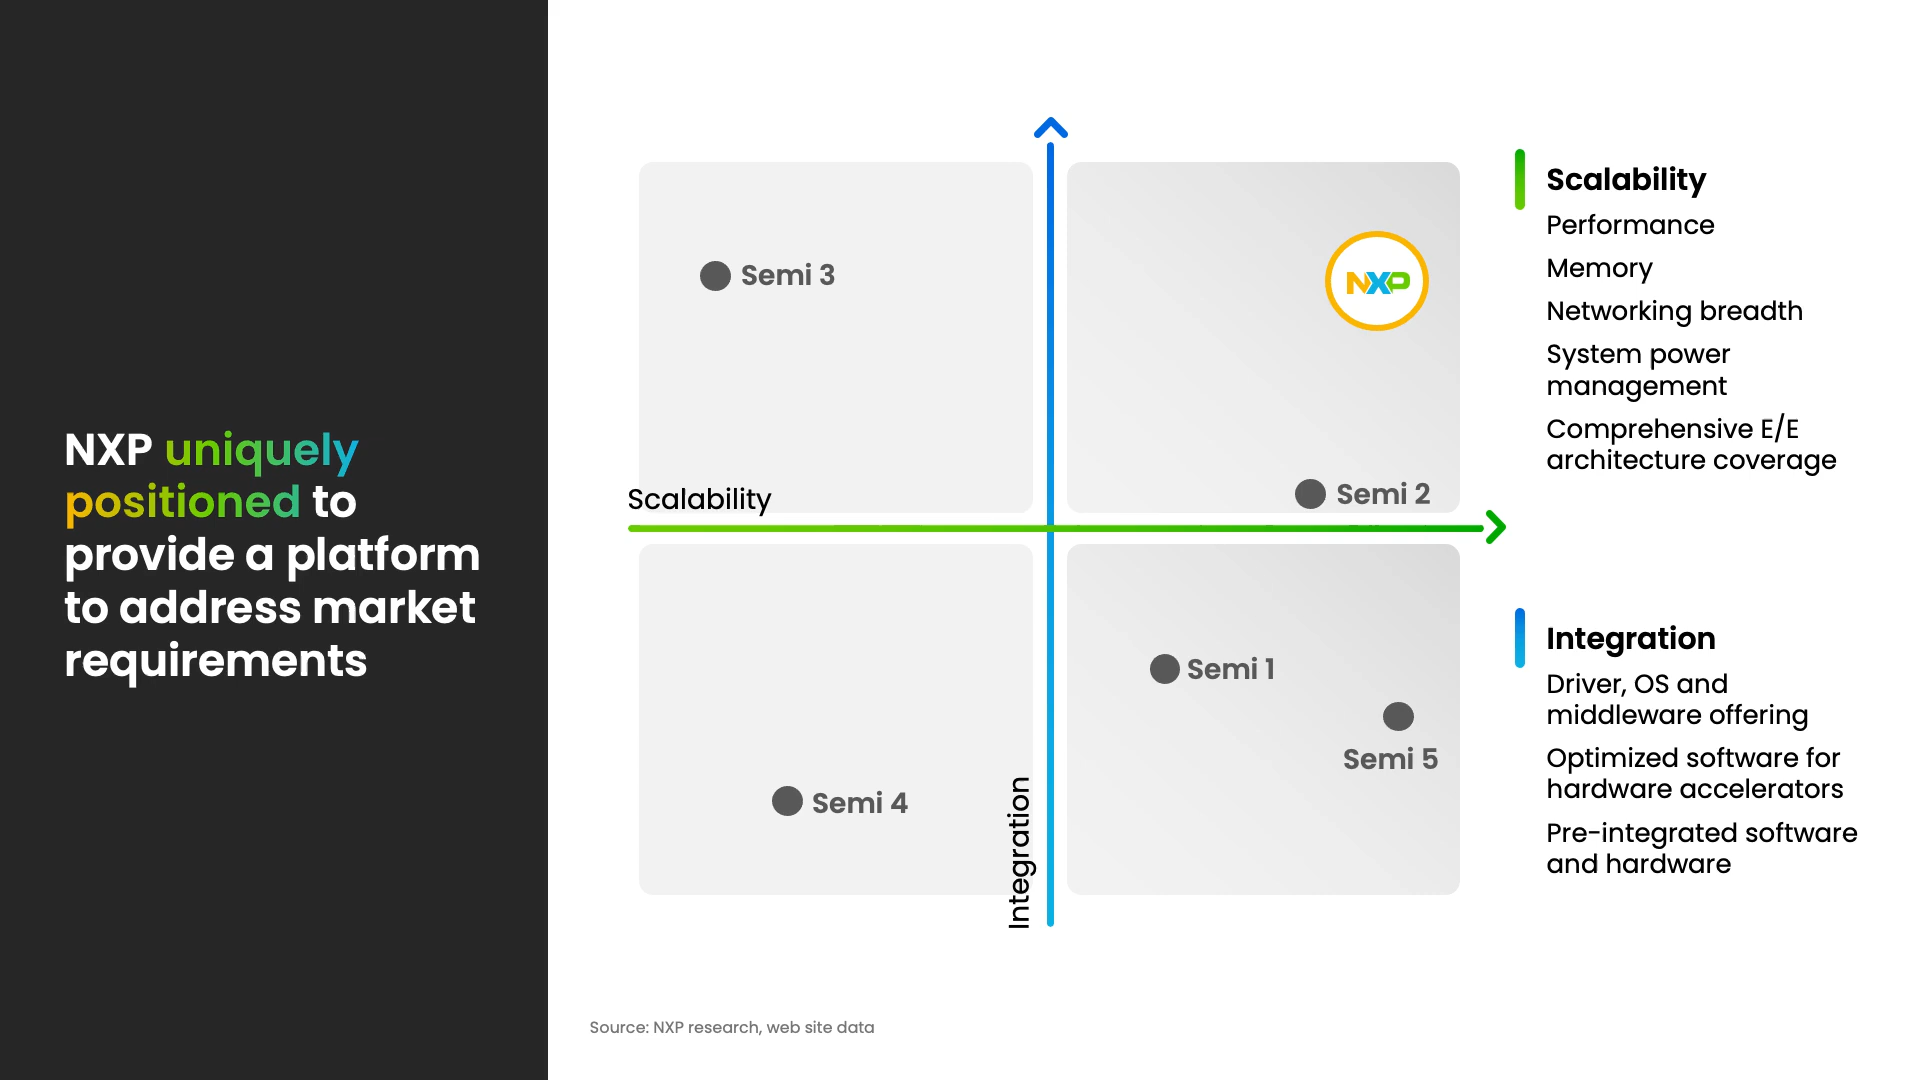 NXP uniquely
positioned to
provide a platform
to address market
requirements
Semi 3
NXP
Semi 2
Scalability
Semi 1
Semi 5
Semi 4
Integration
Scalability
Performance
Memory
Networking breadth
System power
management
Comprehensive E/E
architecture coverage
Integration
Driver, OS and
middleware offering
Optimized software for
hardware accelerators
Pre-integrated software
and hardware
Source: NXP research, web site data